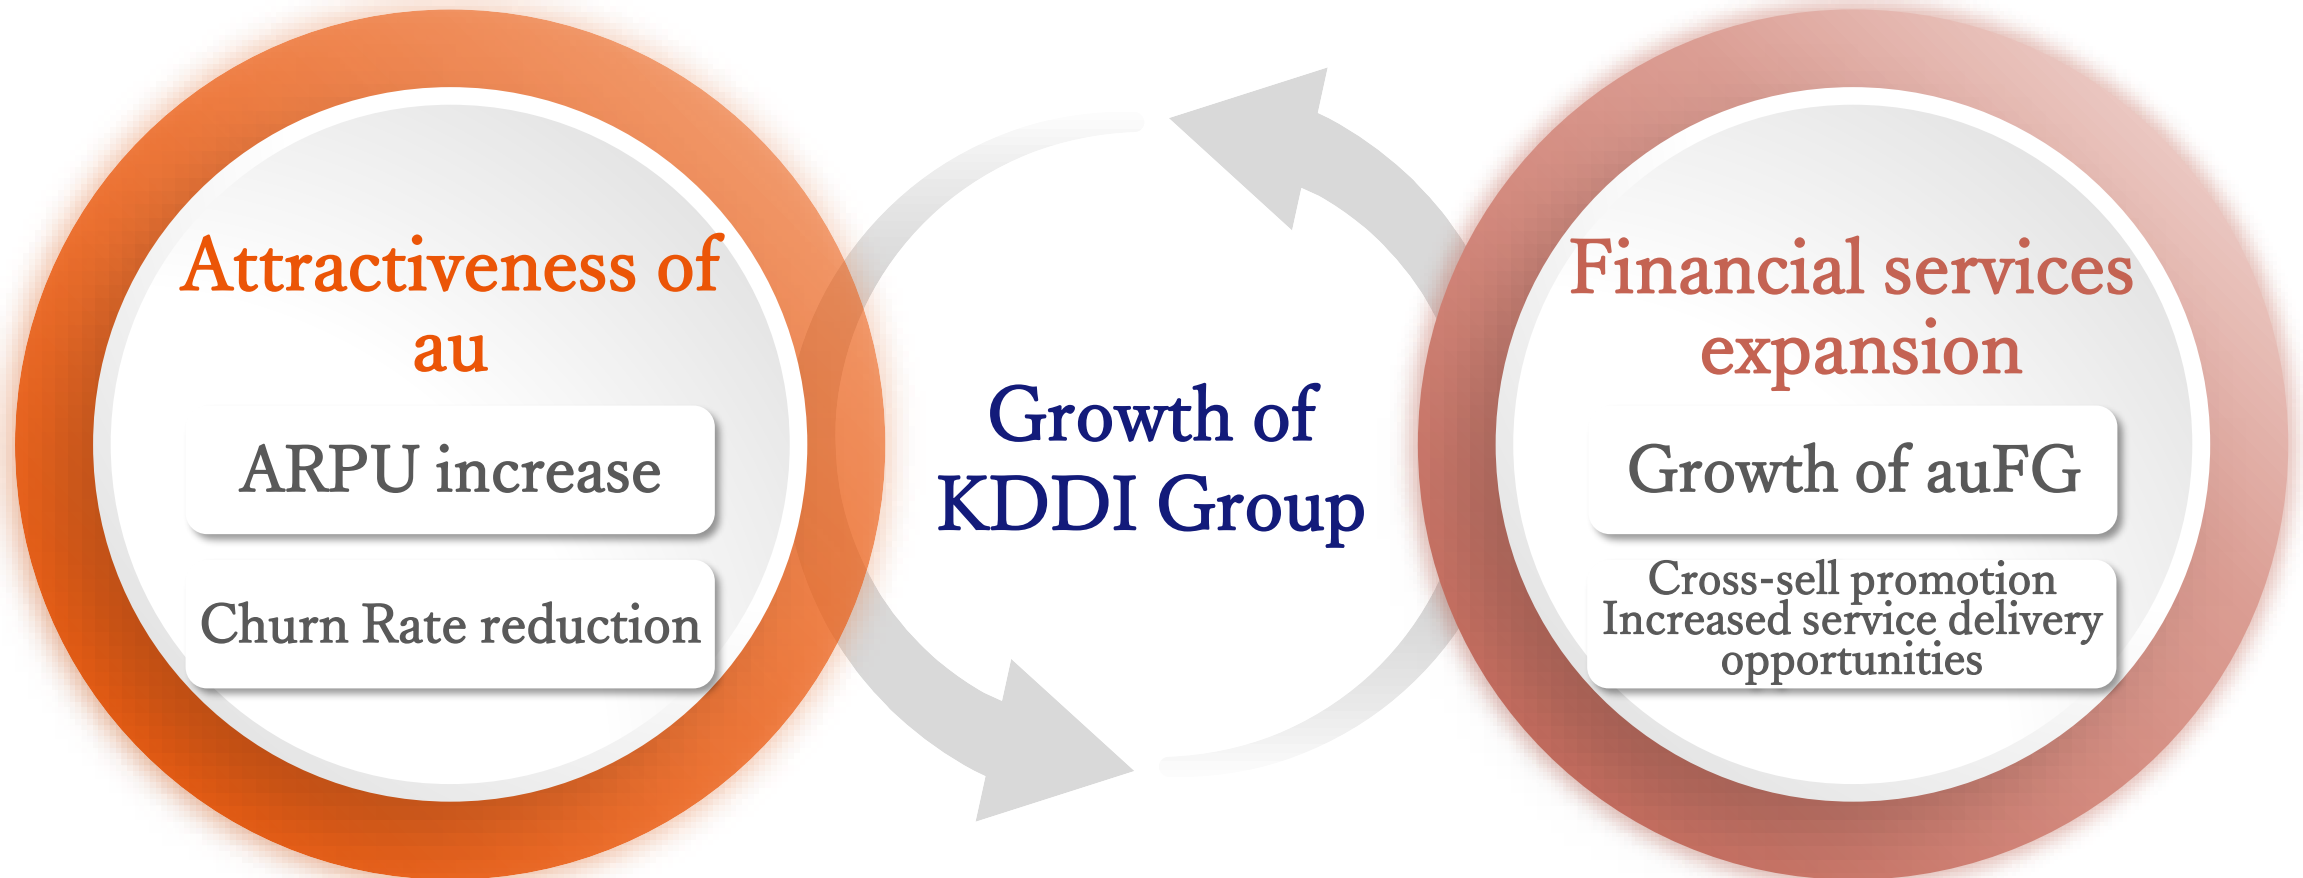 Attractiveness of
au
ARPU increase
Churn Rate reduction
Growth of
KDDI Group
Financial services
expansion
Growth of auFG
Cross-sell promotion
Increased service delivery
opportunities